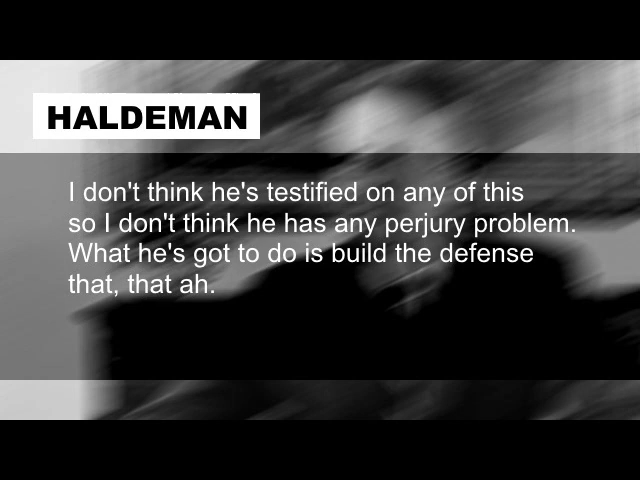 HALDEMAN
I don't think he's testified on any of this
so I don't think he has any perjury problem.
What he's got to do is build the defense
that, that ah.